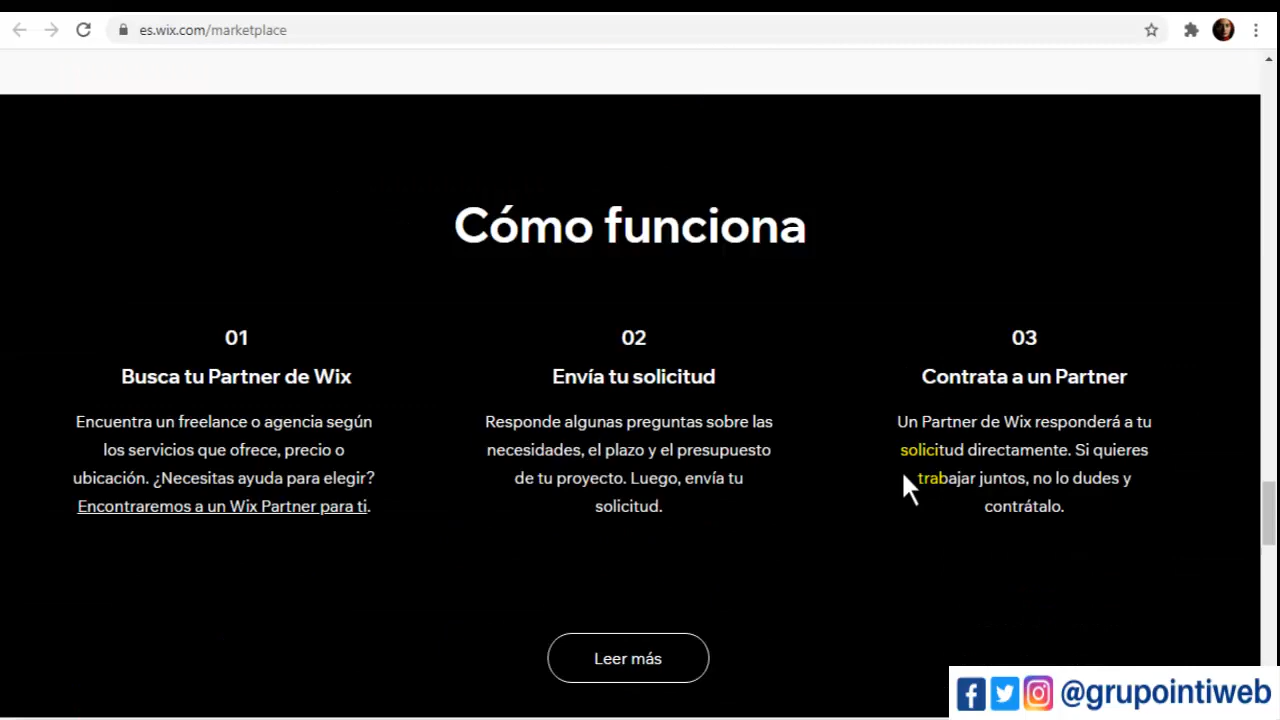 es.wix.com/marketplace
Cómo funciona
01
Busca tu Partner de Wix
Encuentra un freelance o agencia según
los servicios que ofrece, precio o
ubicación. ¿Necesitas ayuda para elegir?
Encontraremos a un Wix Partner para ti.
02
Envía tu solicitud
Responde algunas preguntas sobre las
necesidades, el plazo y el presupuesto
de tu proyecto. Luego, envía tu
solicitud.
03
Contrata a un Partner
Un Partner de Wix responderá a tu
solicitud directamente. Si quieres
trabajar juntos, no lo dudes y
contrátalo.
Leer más
@grupointiweb